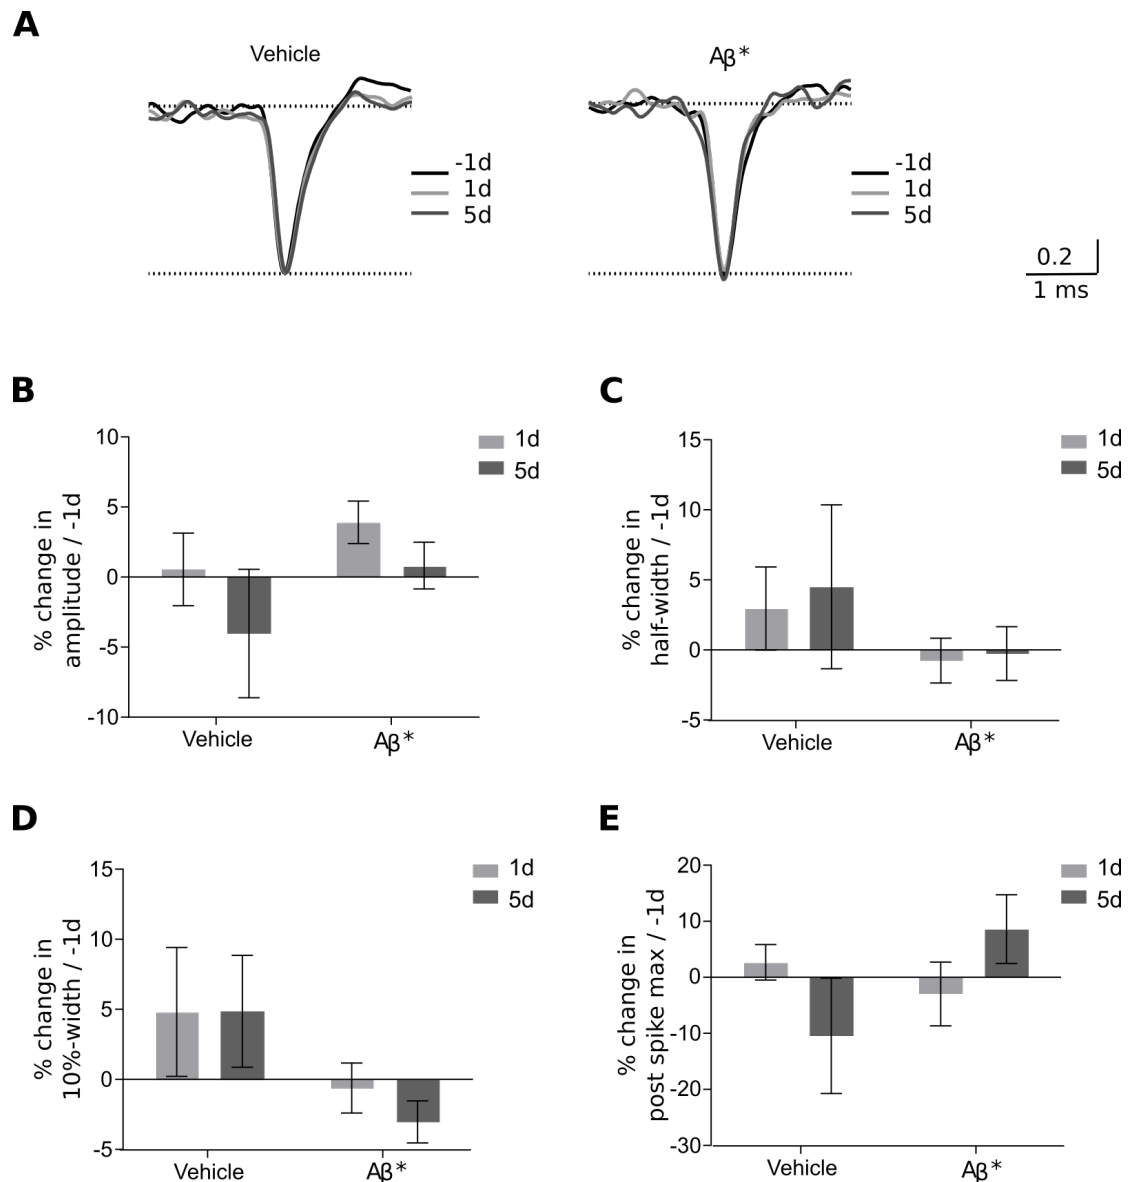 A
Vehicle
Aβ*
-1d
1d
5d
-1d
1d
5d
0.2
1 ms
B
% change in
amplitude / -1d
10
5
0
-5
-10
Vehicle
Aβ*
1d
5d
C
% change in
half-width / -1d
15
10
5
0
-5
Vehicle
Aβ*
1d
5d
D
% change in
10%-width / -1d
15
10
5
0
-5
Vehicle
Aβ*
1d
5d
E
% change in
post spike max / -1d
20
10
0
-10
-20
-30
Vehicle
Aβ*
1d
5d